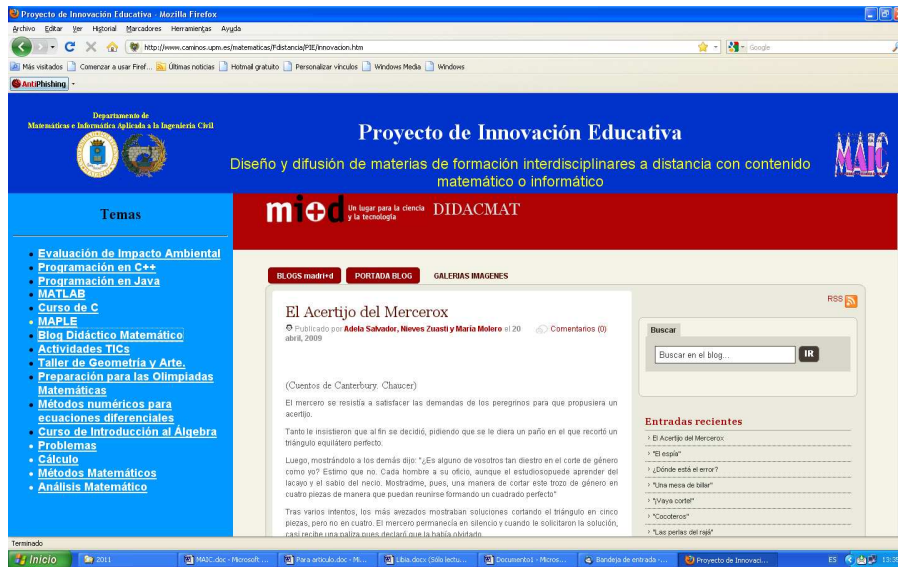 Proyecto de Innovación Educativa - Mozilla Firefox
Archivo Editar Ver Historial Marcadores Herramientas Ayuda
http://www.caminos.upm.es/matematicas/Fdistancia/PIE/innovacion.htm
Google
Más visitados Comenzar a usar Firef... Últimas noticias Hotmail gratuito Personalizar vínculos Windows Media Windows
AntiPhishing
Departamento de
Matemáticas e Informática Aplicada a la Ingeniería Civil
Proyecto de Innovación Educativa
Diseño y difusión de materias de formación interdisciplinares a distancia con contenido
matemático o informático
MAIC
Temas
Evaluación de Impacto Ambiental
Programación en C++
Programación en Java
MATLAB
Curso de C
MAPLE
Blog Didáctico Matemático
Actividades TICs
Taller de Geometría y Arte.
Preparación para las Olimpiadas
Matemáticas
Métodos numéricos para
ecuaciones diferenciales
Curso de Introducción al Álgebra
Problemas
Cálculo
Métodos Matemáticos
Análisis Matemático
mi+d Un lugar para la ciencia
y la tecnología
DIDACMAT
BLOGS madri+d PORTADA BLOG GALERIAS IMAGENES
El Acertijo del Mercerox
Publicado por Adela Salvador, Nieves Zuasti y María Molero el 20
abril, 2009
Comentarios (0)
(Cuentos de Canterbury. Chaucer)
El mercero se resistía a satisfacer las demandas de los peregrinos para que propusiera un
acertijo.
Tanto le insistieron que al fin se decidió, pidiendo que se le diera un paño en el que recortó un
triángulo equilátero perfecto.
Luego, mostrándolo a los demás dijo: "¿Es alguno de vosotros tan diestro en el corte de género
como yo? Estimo que no. Cada hombre a su oficio, aunque el estudiosopuede aprender del
lacayo y el sabio del necio. Mostradme, pues, una manera de cortar este trozo de género en
cuatro piezas de manera que puedan reunirse formando un cuadrado perfecto"
Tras varios intentos, los más avezados mostraban soluciones cortando el triángulo en cinco
piezas, pero no en cuatro. El mercero permanecía en silencio y cuando le solicitaron la solución,
casi recibe una paliza pues declaró que la había olvidado.
RSS
Buscar
Buscar en el blog...
IR
Entradas recientes
El Acertijo del Mercerox
"El espía"
¿Dónde está el error?
"Una mesa de billar"
"¡Vaya corte!"
"Cocoteros"
"Las perlas del rajá"
Terminado
Inicio 2011 MAIC.doc - Microsoft ... Para articulo.doc - Mi... Libia.docx (Sólo lectu... Documento1 - Micros... Bandeja de entrada -... Proyecto de Innovaci... ES 13:35